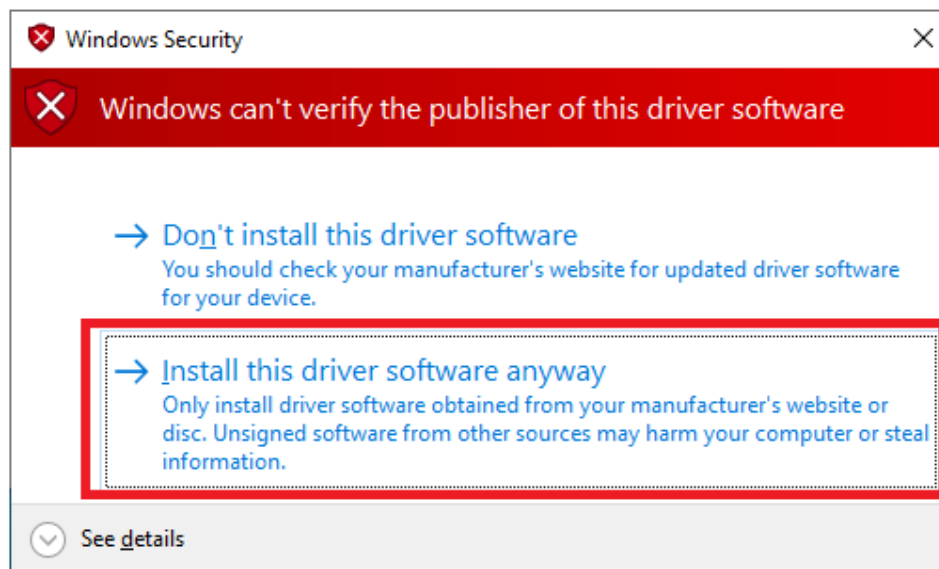 Windows Security
Windows can't verify the publisher of this driver software
Don't install this driver software
You should check your manufacturer's website for updated driver software
for your device.
Install this driver software anyway
Only install driver software obtained from your manufacturer's website or
disc. Unsigned software from other sources may harm your computer or steal
information.
See details